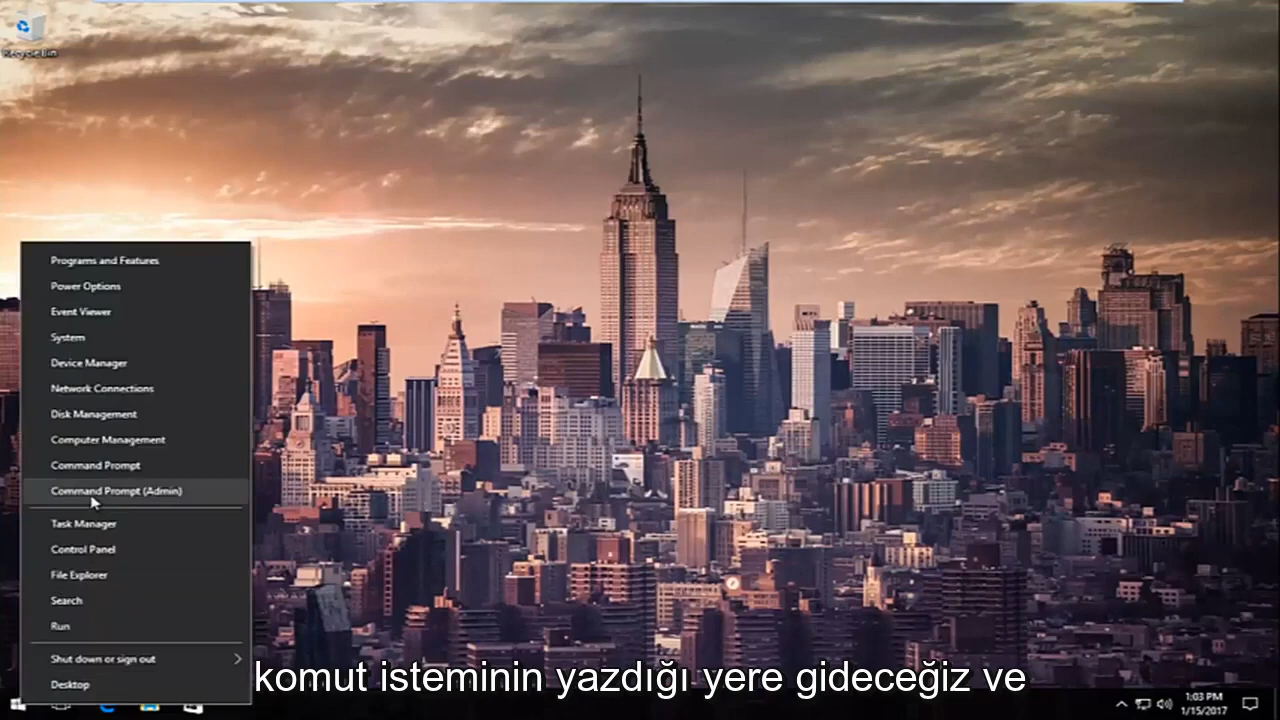 Recycle Bin
Programs and Features
Power Options
Event Viewer
System
Device Manager
Network Connections
Disk Management
Computer Management
Command Prompt
Command Prompt (Admin)
Task Manager
Control Panel
File Explorer
Search
Run
Shut down or sign out
Desktop
komut isteminin yazdığı yere gideceğiz ve
1:03 PM
1/15/2017